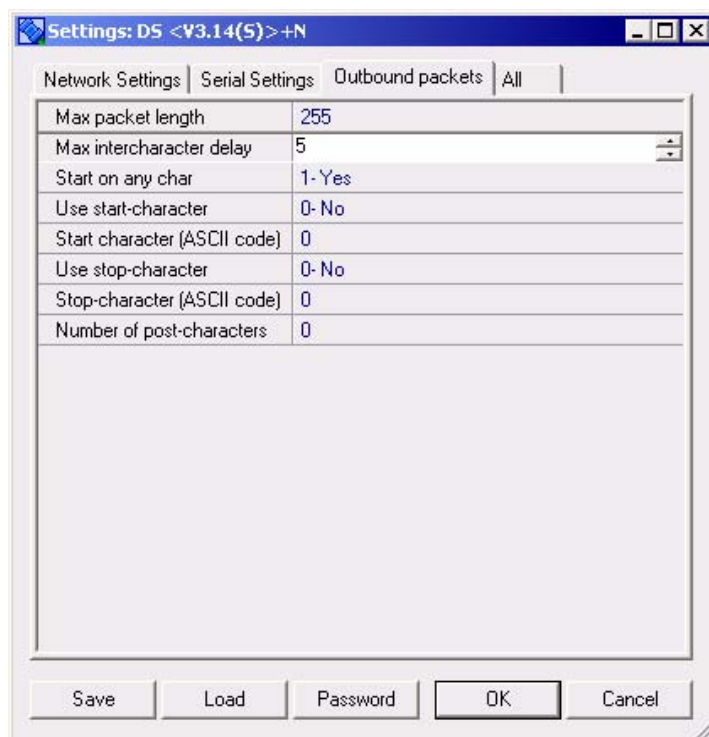 Settings: DS <V3.14(S)>+N
Network Settings Serial Settings Outbound packets All
Max packet length 255
Max intercharacter delay 5
Start on any char 1- Yes
Use start-character 0- No
Start character (ASCII code) 0
Use stop-character 0- No
Stop-character (ASCII code) 0
Number of post-characters 0
Save Load Password OK Cancel